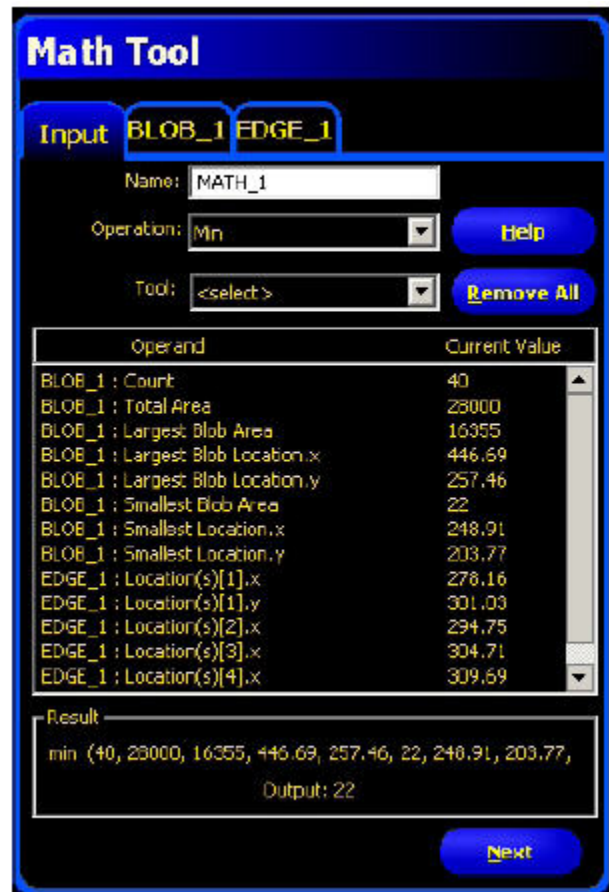 Math Tool
Input BLOB_1 EDGE_1
Name: MATH_1
Operation: Min Help
Tool: <select> Remove All
Operand Current Value
BLOB_1 : Count 40
BLOB_1 : Total Area 28000
BLOB_1 : Largest Blob Area 16355
BLOB_1 : Largest Blob Location.x 446.69
BLOB_1 : Largest Blob Location.y 257.46
BLOB_1 : Smallest Blob Area 22
BLOB_1 : Smallest Location.x 248.91
BLOB_1 : Smallest Location.y 203.77
EDGE_1 : Location(s)[1].x 278.16
EDGE_1 : Location(s)[1].y 301.03
EDGE_1 : Location(s)[2].x 294.75
EDGE_1 : Location(s)[3].x 304.71
EDGE_1 : Location(s)[4].x 309.69
Result
min (40, 28000, 16355, 446.69, 257.46, 22, 248.91, 203.77,
Output: 22
Next